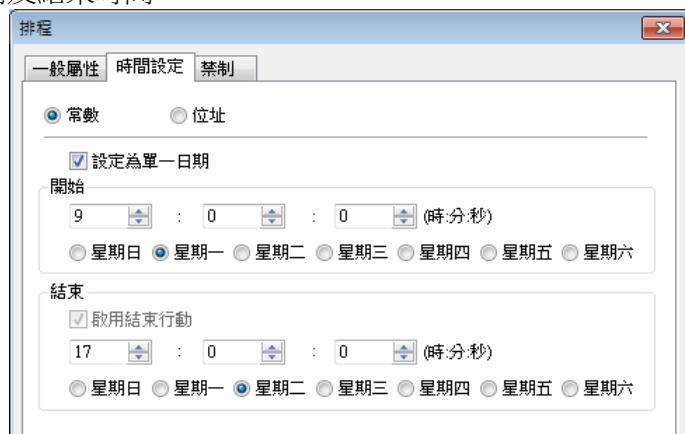 排程
一般屬性 時間設定 禁制
常數 位址
設定為單一日期
開始
9 : 0 : 0 (時:分:秒)
星期日 星期一 星期二 星期三 星期四 星期五 星期六
結束
啟用結束行動
17 : 0 : 0 (時:分:秒)
星期日 星期一 星期二 星期三 星期四 星期五 星期六